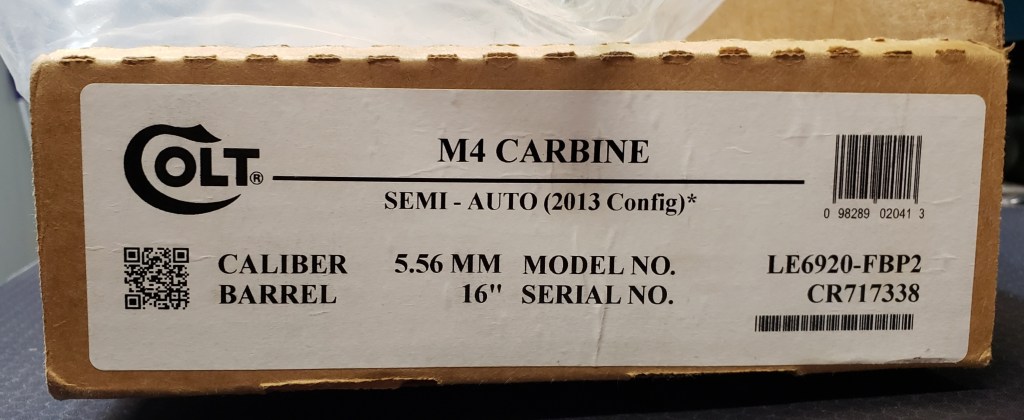 COLT®
M4 CARBINE
SEMI - AUTO (2013 Config)*
0 98289 02041 3
CALIBER 5.56 MM MODEL NO. LE6920-FBP2
BARREL 16" SERIAL NO. CR717338